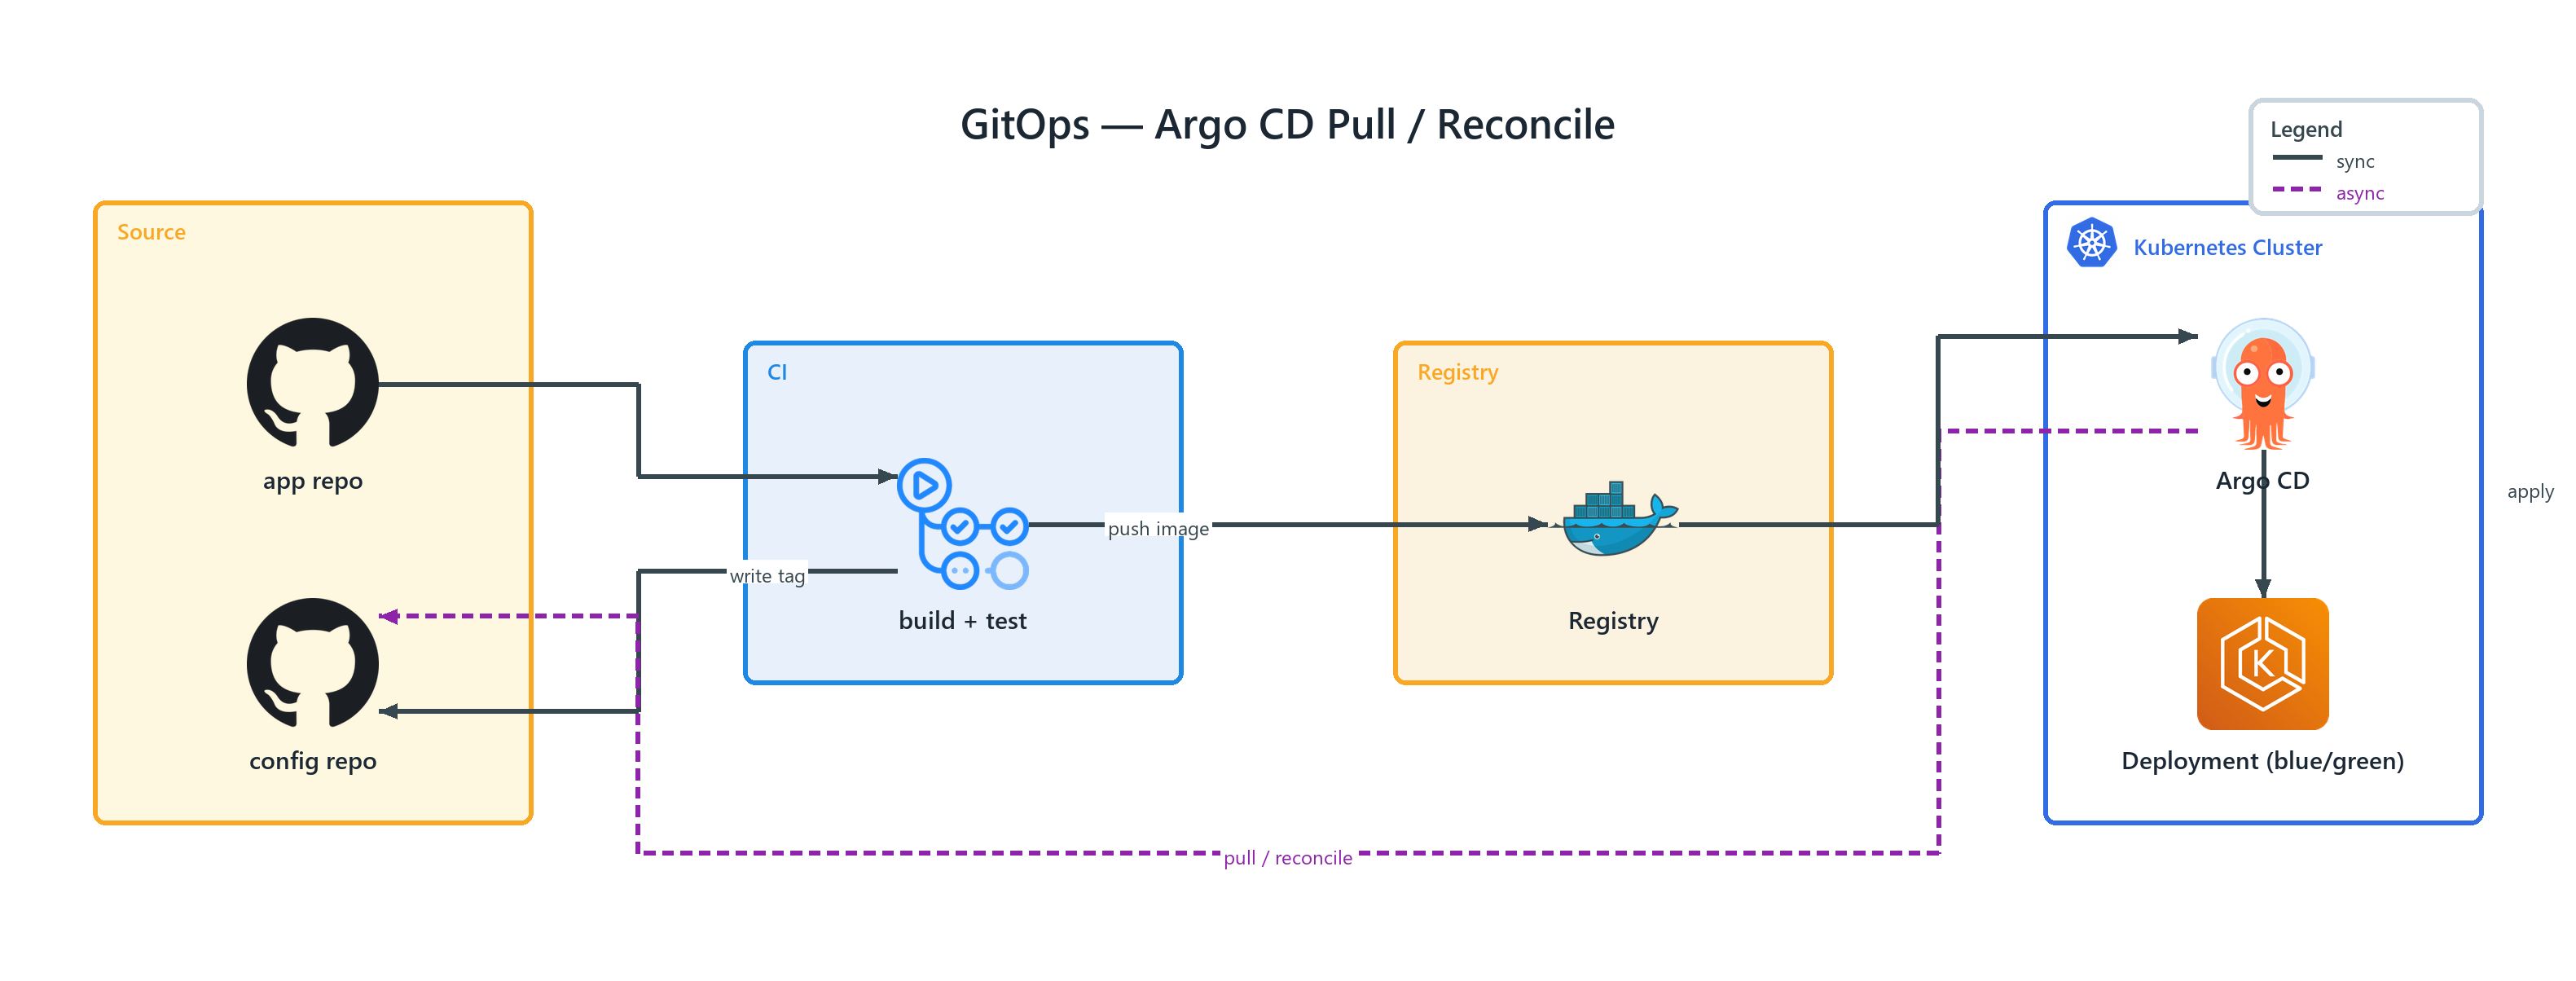 GitOps — Argo CD Pull / Reconcile
Legend
sync
async
Source
app repo
config repo
CI
build + test
write tag
push image
Registry
Registry
pull / reconcile
Kubernetes Cluster
Argo CD
apply
K
Deployment (blue/green)